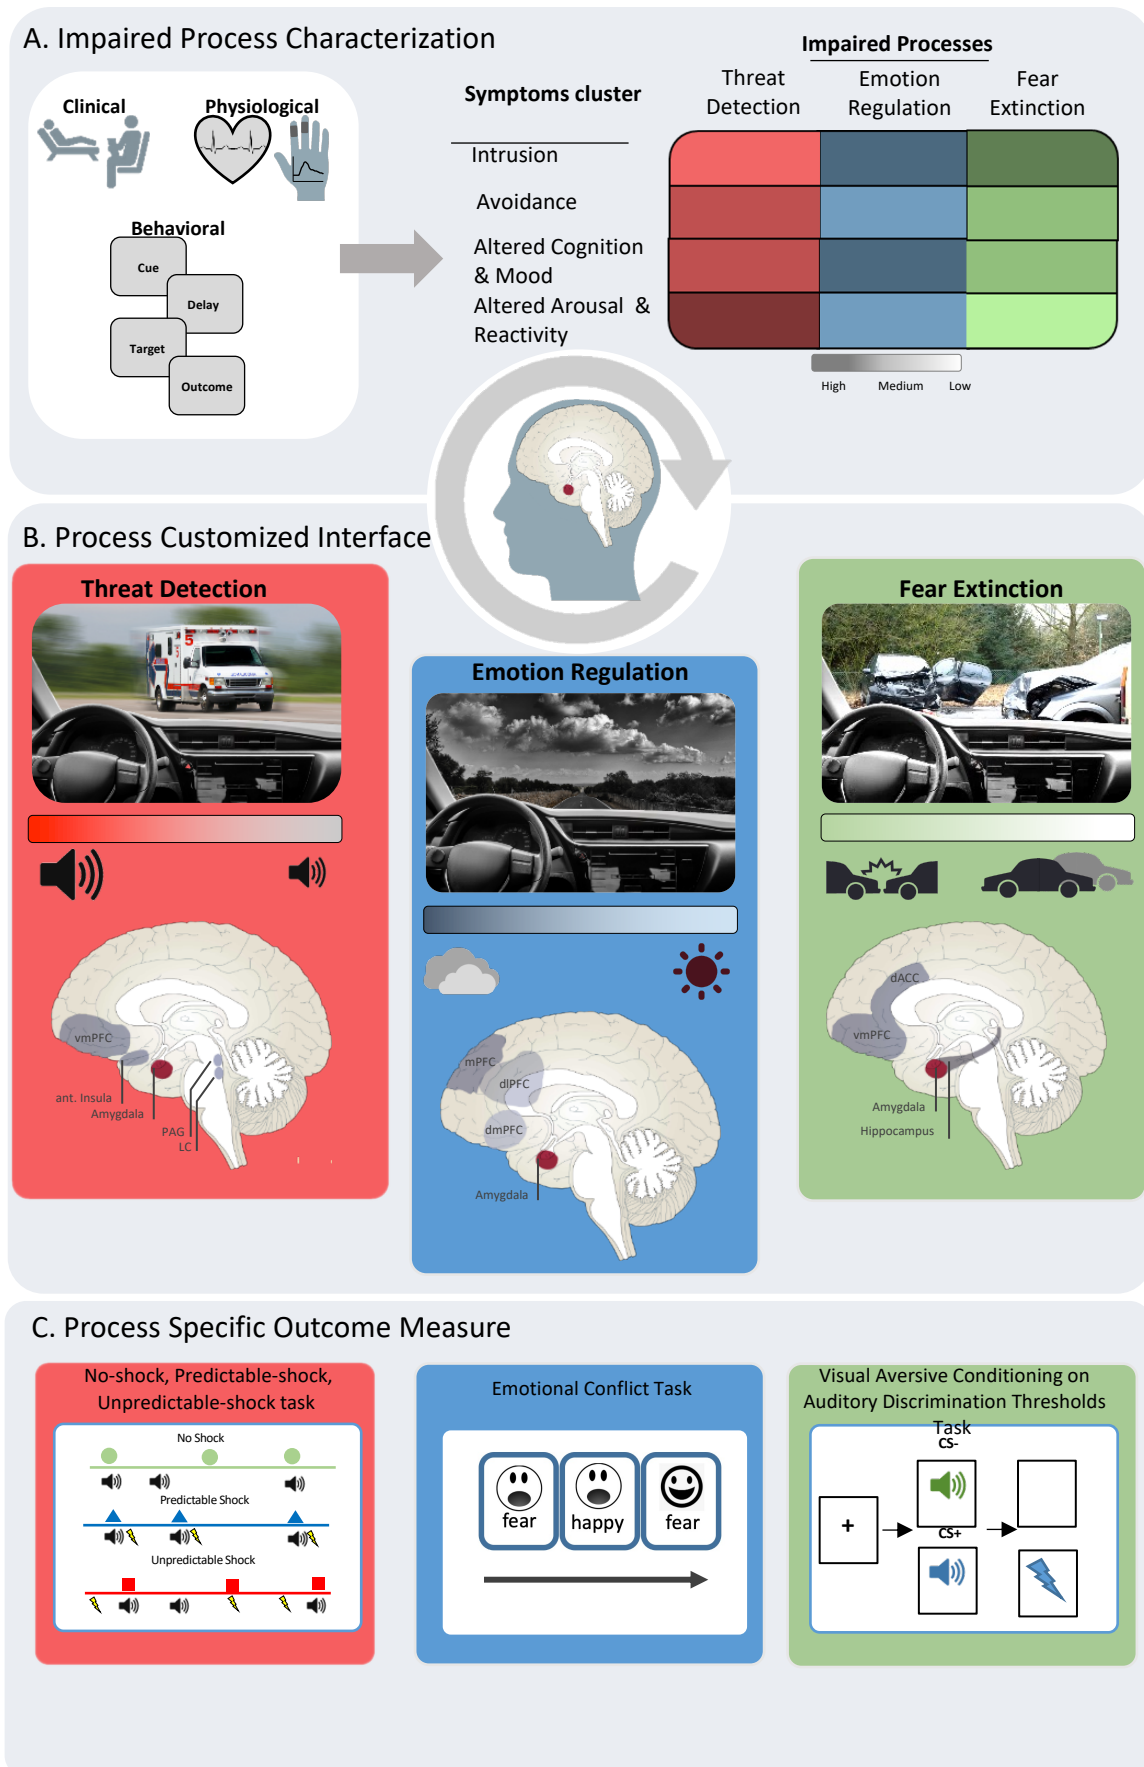 A. Impaired Process Characterization
Clinical
Physiological
Behavioral
Cue
Delay
Target
Outcome
Impaired Processes
Symptoms cluster
Threat
Detection
Emotion
Regulation
Fear
Extinction
Intrusion
Avoidance
Altered Cognition
& Mood
Altered Arousal &
Reactivity
High Medium Low
B. Process Customized Interface
Threat Detection
5
vmPFC
ant. Insula
Amygdala
PAG
LC
Emotion Regulation
mPFC
dlPFC
dmPFC
Amygdala
Fear Extinction
dACC
vmPFC
Amygdala
Hippocampus
C. Process Specific Outcome Measure
No-shock, Predictable-shock,
Unpredictable-shock task
No Shock
Predictable Shock
Unpredictable Shock
Emotional Conflict Task
fear
happy
fear
Visual Aversive Conditioning on
Auditory Discrimination Thresholds
Task
CS-
+
CS+